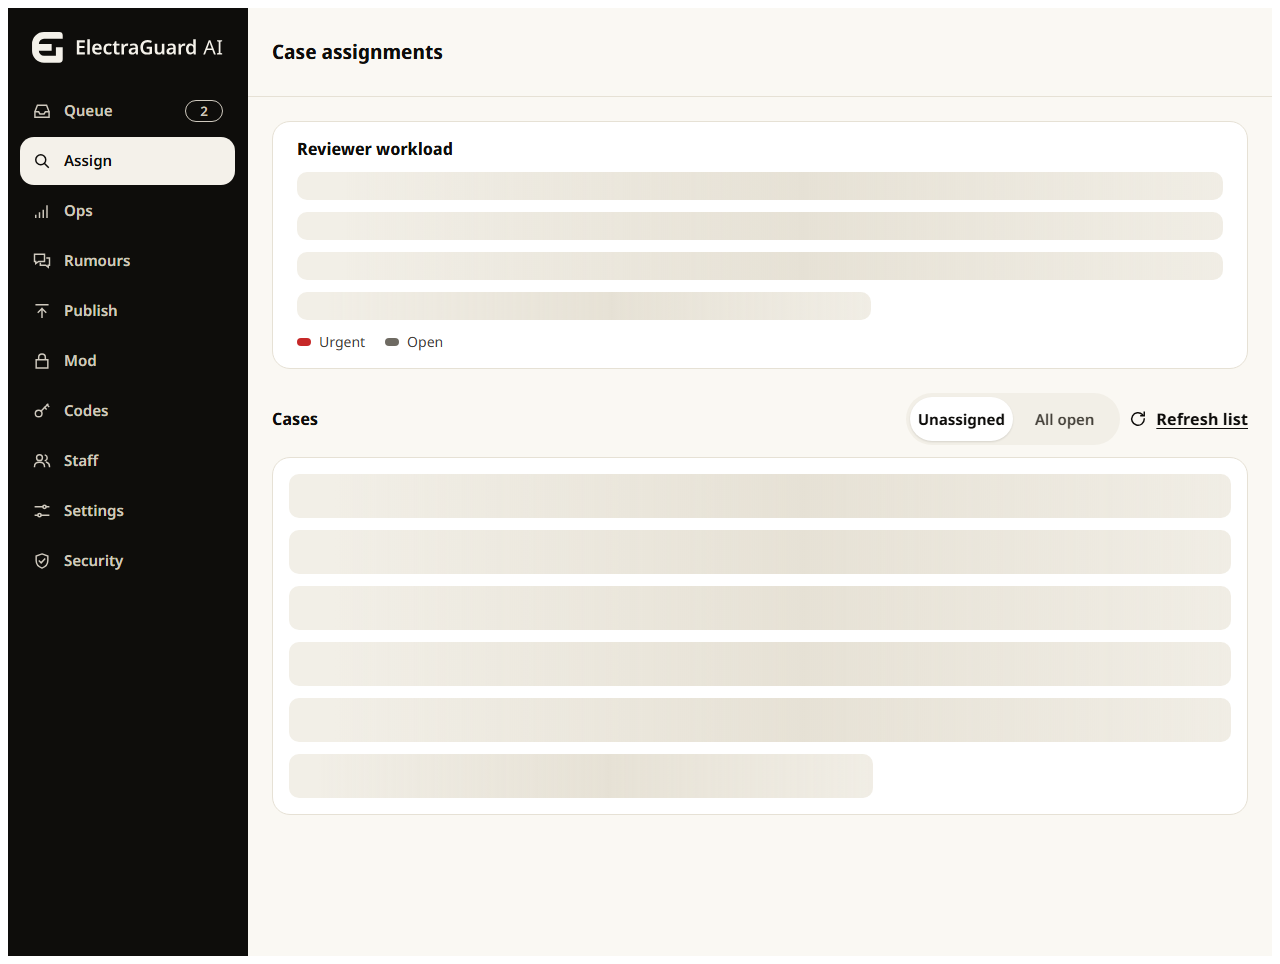 ElectraGuard AI
Queue 2
Assign
Ops
Rumours
Publish
Mod
Codes
Staff
Settings
Security
Case assignments
Reviewer workload
Urgent Open
Cases
Unassigned All open Refresh list